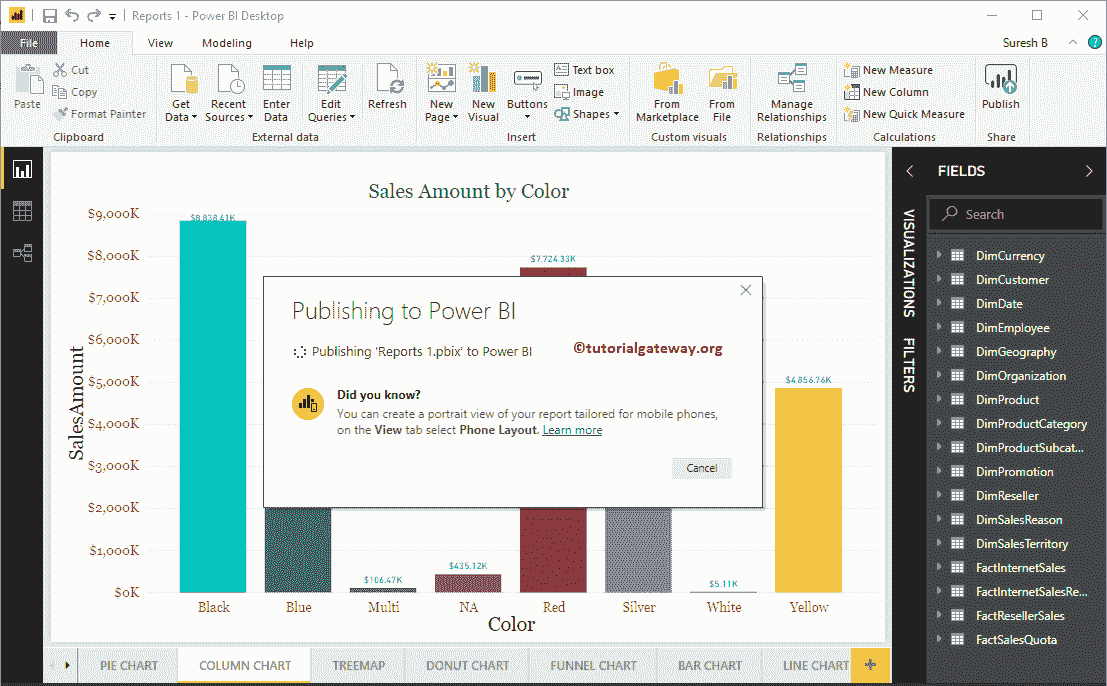 Reports 1 - Power BI Desktop
File Home View Modeling Help Suresh B ?
Paste
Cut
Copy
Format Painter
Clipboard
Get
Data
Recent
Sources
Enter
Data
Edit
Queries
External data
Refresh
New
Page
New
Visual
Buttons
Text box
Image
Shapes
Insert
From
Marketplace
From
File
Custom visuals
Manage
Relationships
Relationships
New Measure
New Column
New Quick Measure
Calculations
Publish
Share
Sales Amount by Color
SalesAmount
$9,000K
$8,000K
$7,000K
$6,000K
$5,000K
$4,000K
$3,000K
$2,000K
$1,000K
$0K
$8,838.41K
$7,724.33K
$4,856.76K
$106.47K
$435.12K
$5.11K
Black Blue Multi NA Red Silver White Yellow
Color
Publishing to Power BI
Publishing 'Reports 1.pbix' to Power BI
©tutorialgateway.org
Did you know?
You can create a portrait view of your report tailored for mobile phones,
on the View tab select Phone Layout. Learn more
Cancel
VISUALIZATIONS
FILTERS
FIELDS
Search
DimCurrency
DimCustomer
DimDate
DimEmployee
DimGeography
DimOrganization
DimProduct
DimProductCategory
DimProductSubcat...
DimPromotion
DimReseller
DimSalesReason
DimSalesTerritory
FactInternetSales
FactInternetSalesRe...
FactResellerSales
FactSalesQuota
PIE CHART COLUMN CHART TREEMAP DONUT CHART FUNNEL CHART BAR CHART LINE CHART +